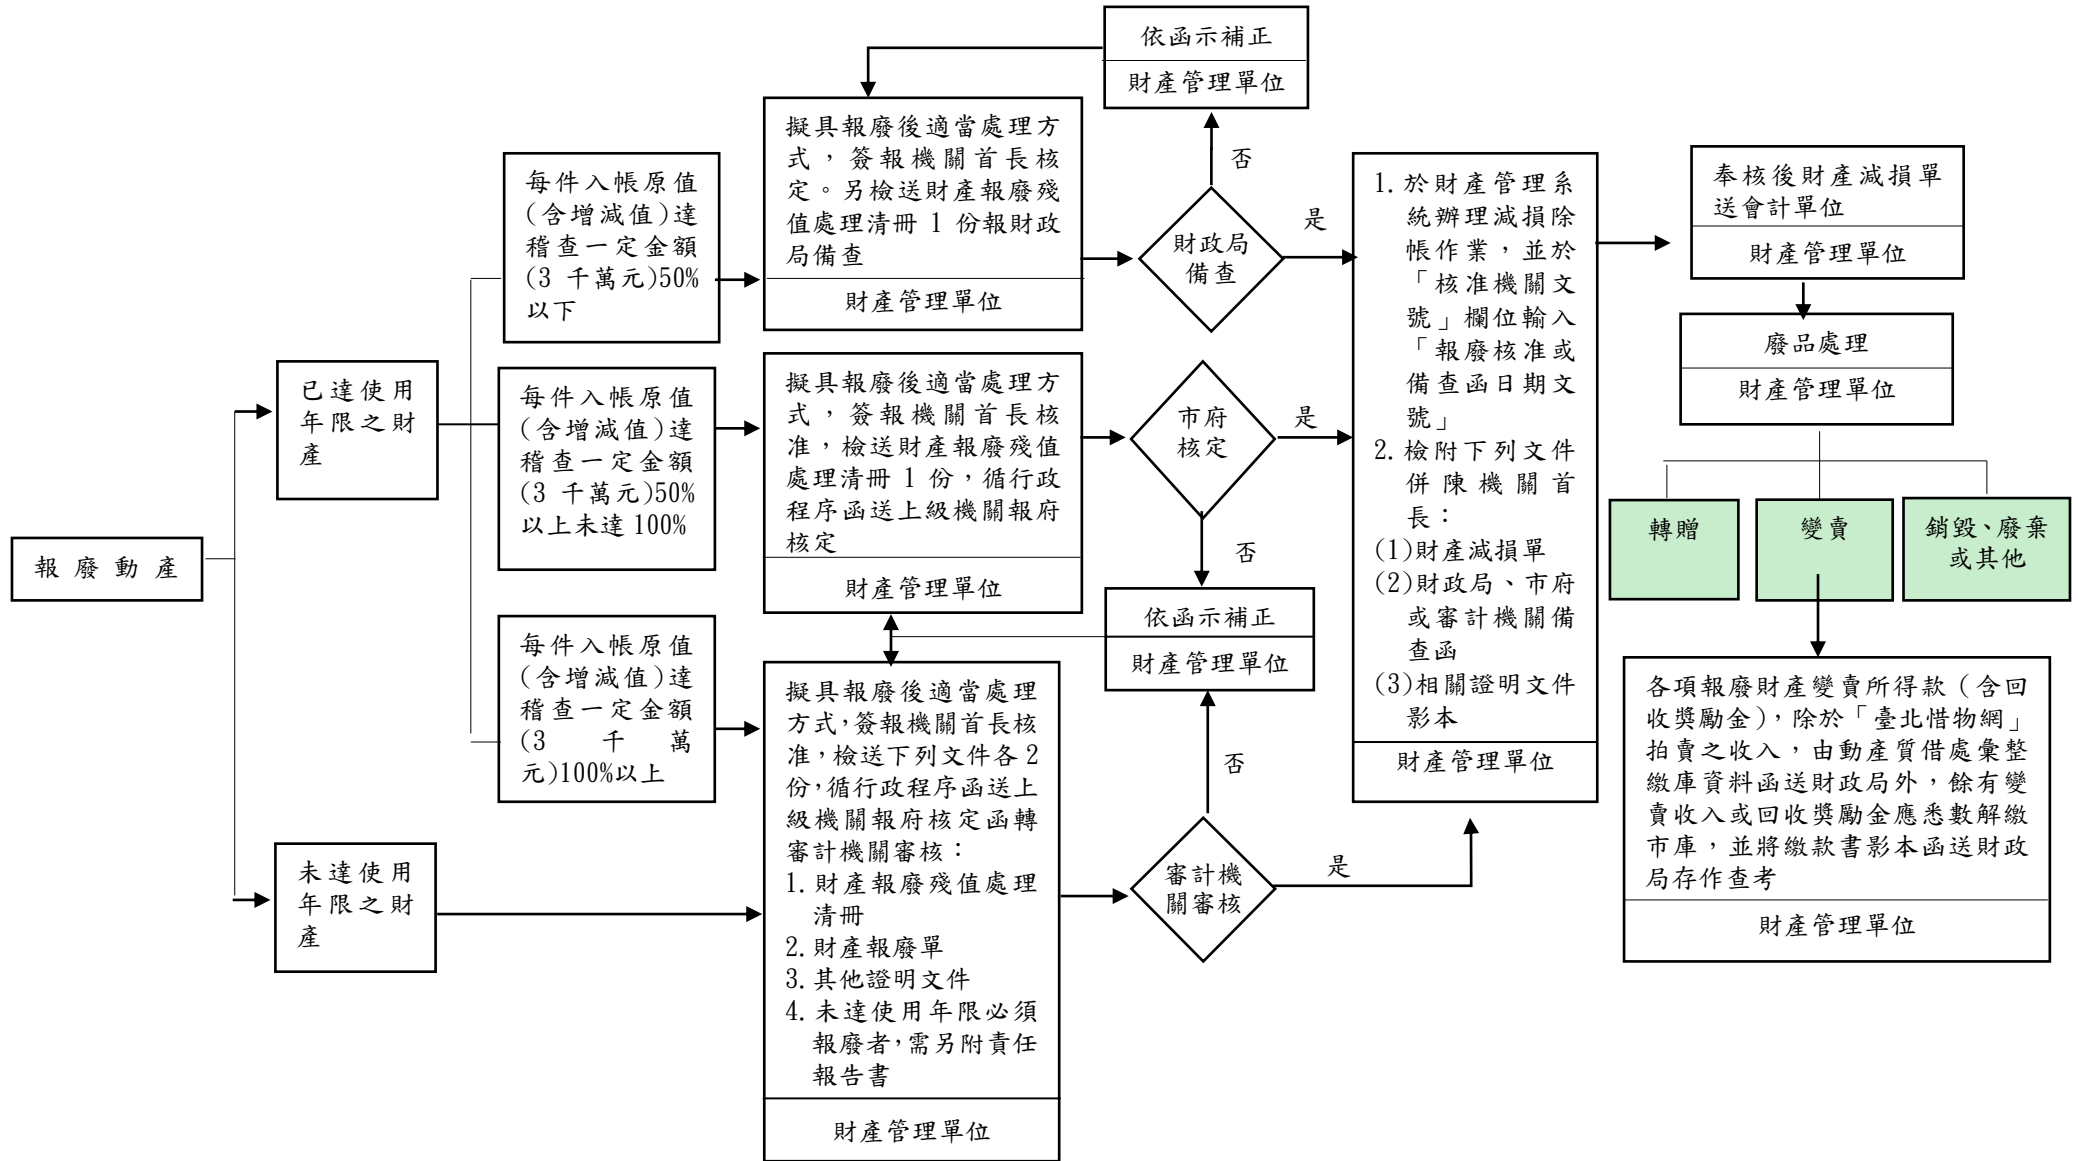 報廢動產
已達使用
年限之財
產
未達使用
年限之財
產
每件入帳原值
(含增減值)達
稽查一定金額
(3 千萬元)50%
以下
每件入帳原值
(含增減值)達
稽查一定金額
(3 千萬元)50%
以上未達 100%
每件入帳原值
(含增減值)達
稽查一定金額
(3 千萬
元)100%以上
擬具報廢後適當處理方
式，簽報機關首長核
定。另檢送財產報廢殘
值處理清冊 1 份報財政
局備查
財產管理單位
擬具報廢後適當處理方
式，簽報機關首長核
准，檢送財產報廢殘值
處理清冊 1 份，循行政
程序函送上級機關報府
核定
財產管理單位
擬具報廢後適當處理
方式，簽報機關首長核
准，檢送下列文件各 2
份，循行政程序函送上
級機關報府核定函轉
審計機關審核：
1. 財產報廢殘值處理
清冊
2. 財產報廢單
3. 其他證明文件
4. 未達使用年限必須
報廢者，需另附責任
報告書
財產管理單位
依函示補正
財產管理單位
否
財政局
備查
是
市府
核定
是
否
依函示補正
財產管理單位
否
審計機
關審核
是
1. 於財產管理系
統辦理減損除
帳作業，並於
「核准機關文
號」欄位輸入
「報廢核准或
備查函日期文
號」
2. 檢附下列文件
併陳機關首
長：
(1)財產減損單
(2)財政局、市府
或審計機關備
查函
(3)相關證明文件
影本
財產管理單位
奉核後財產減損單
送會計單位
財產管理單位
廢品處理
財產管理單位
轉贈
變賣
銷毀、廢棄
或其他
各項報廢財產變賣所得款（含回
收獎勵金），除於「臺北惜物網」
拍賣之收入，由動產質借處彙整
繳庫資料函送財政局外，餘有變
賣收入或回收獎勵金應悉數解繳
市庫，並將繳款書影本函送財政
局存作查考
財產管理單位